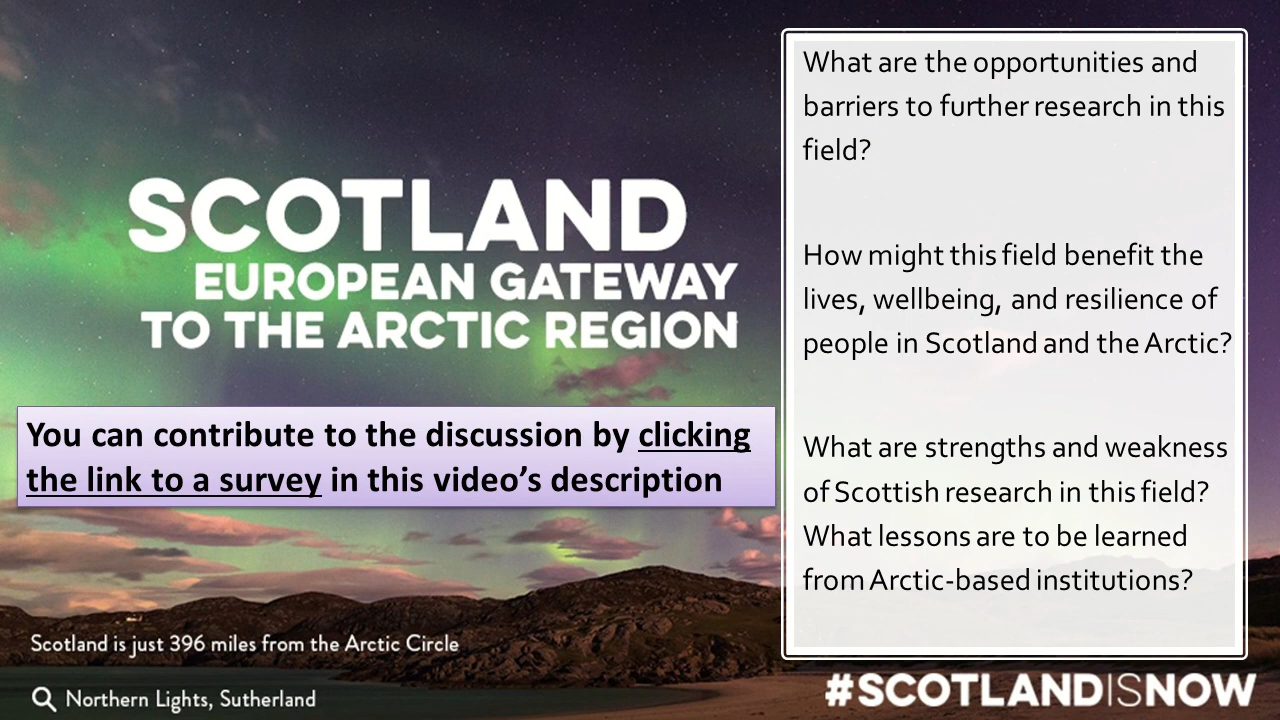 SCOTLAND
EUROPEAN GATEWAY
TO THE ARCTIC REGION
You can contribute to the discussion by clicking
the link to a survey in this video’s description
Scotland is just 396 miles from the Arctic Circle
Northern Lights, Sutherland
What are the opportunities and
barriers to further research in this
field?
How might this field benefit the
lives, wellbeing, and resilience of
people in Scotland and the Arctic?
What are strengths and weakness
of Scottish research in this field?
What lessons are to be learned
from Arctic-based institutions?
#SCOTLANDISNOW